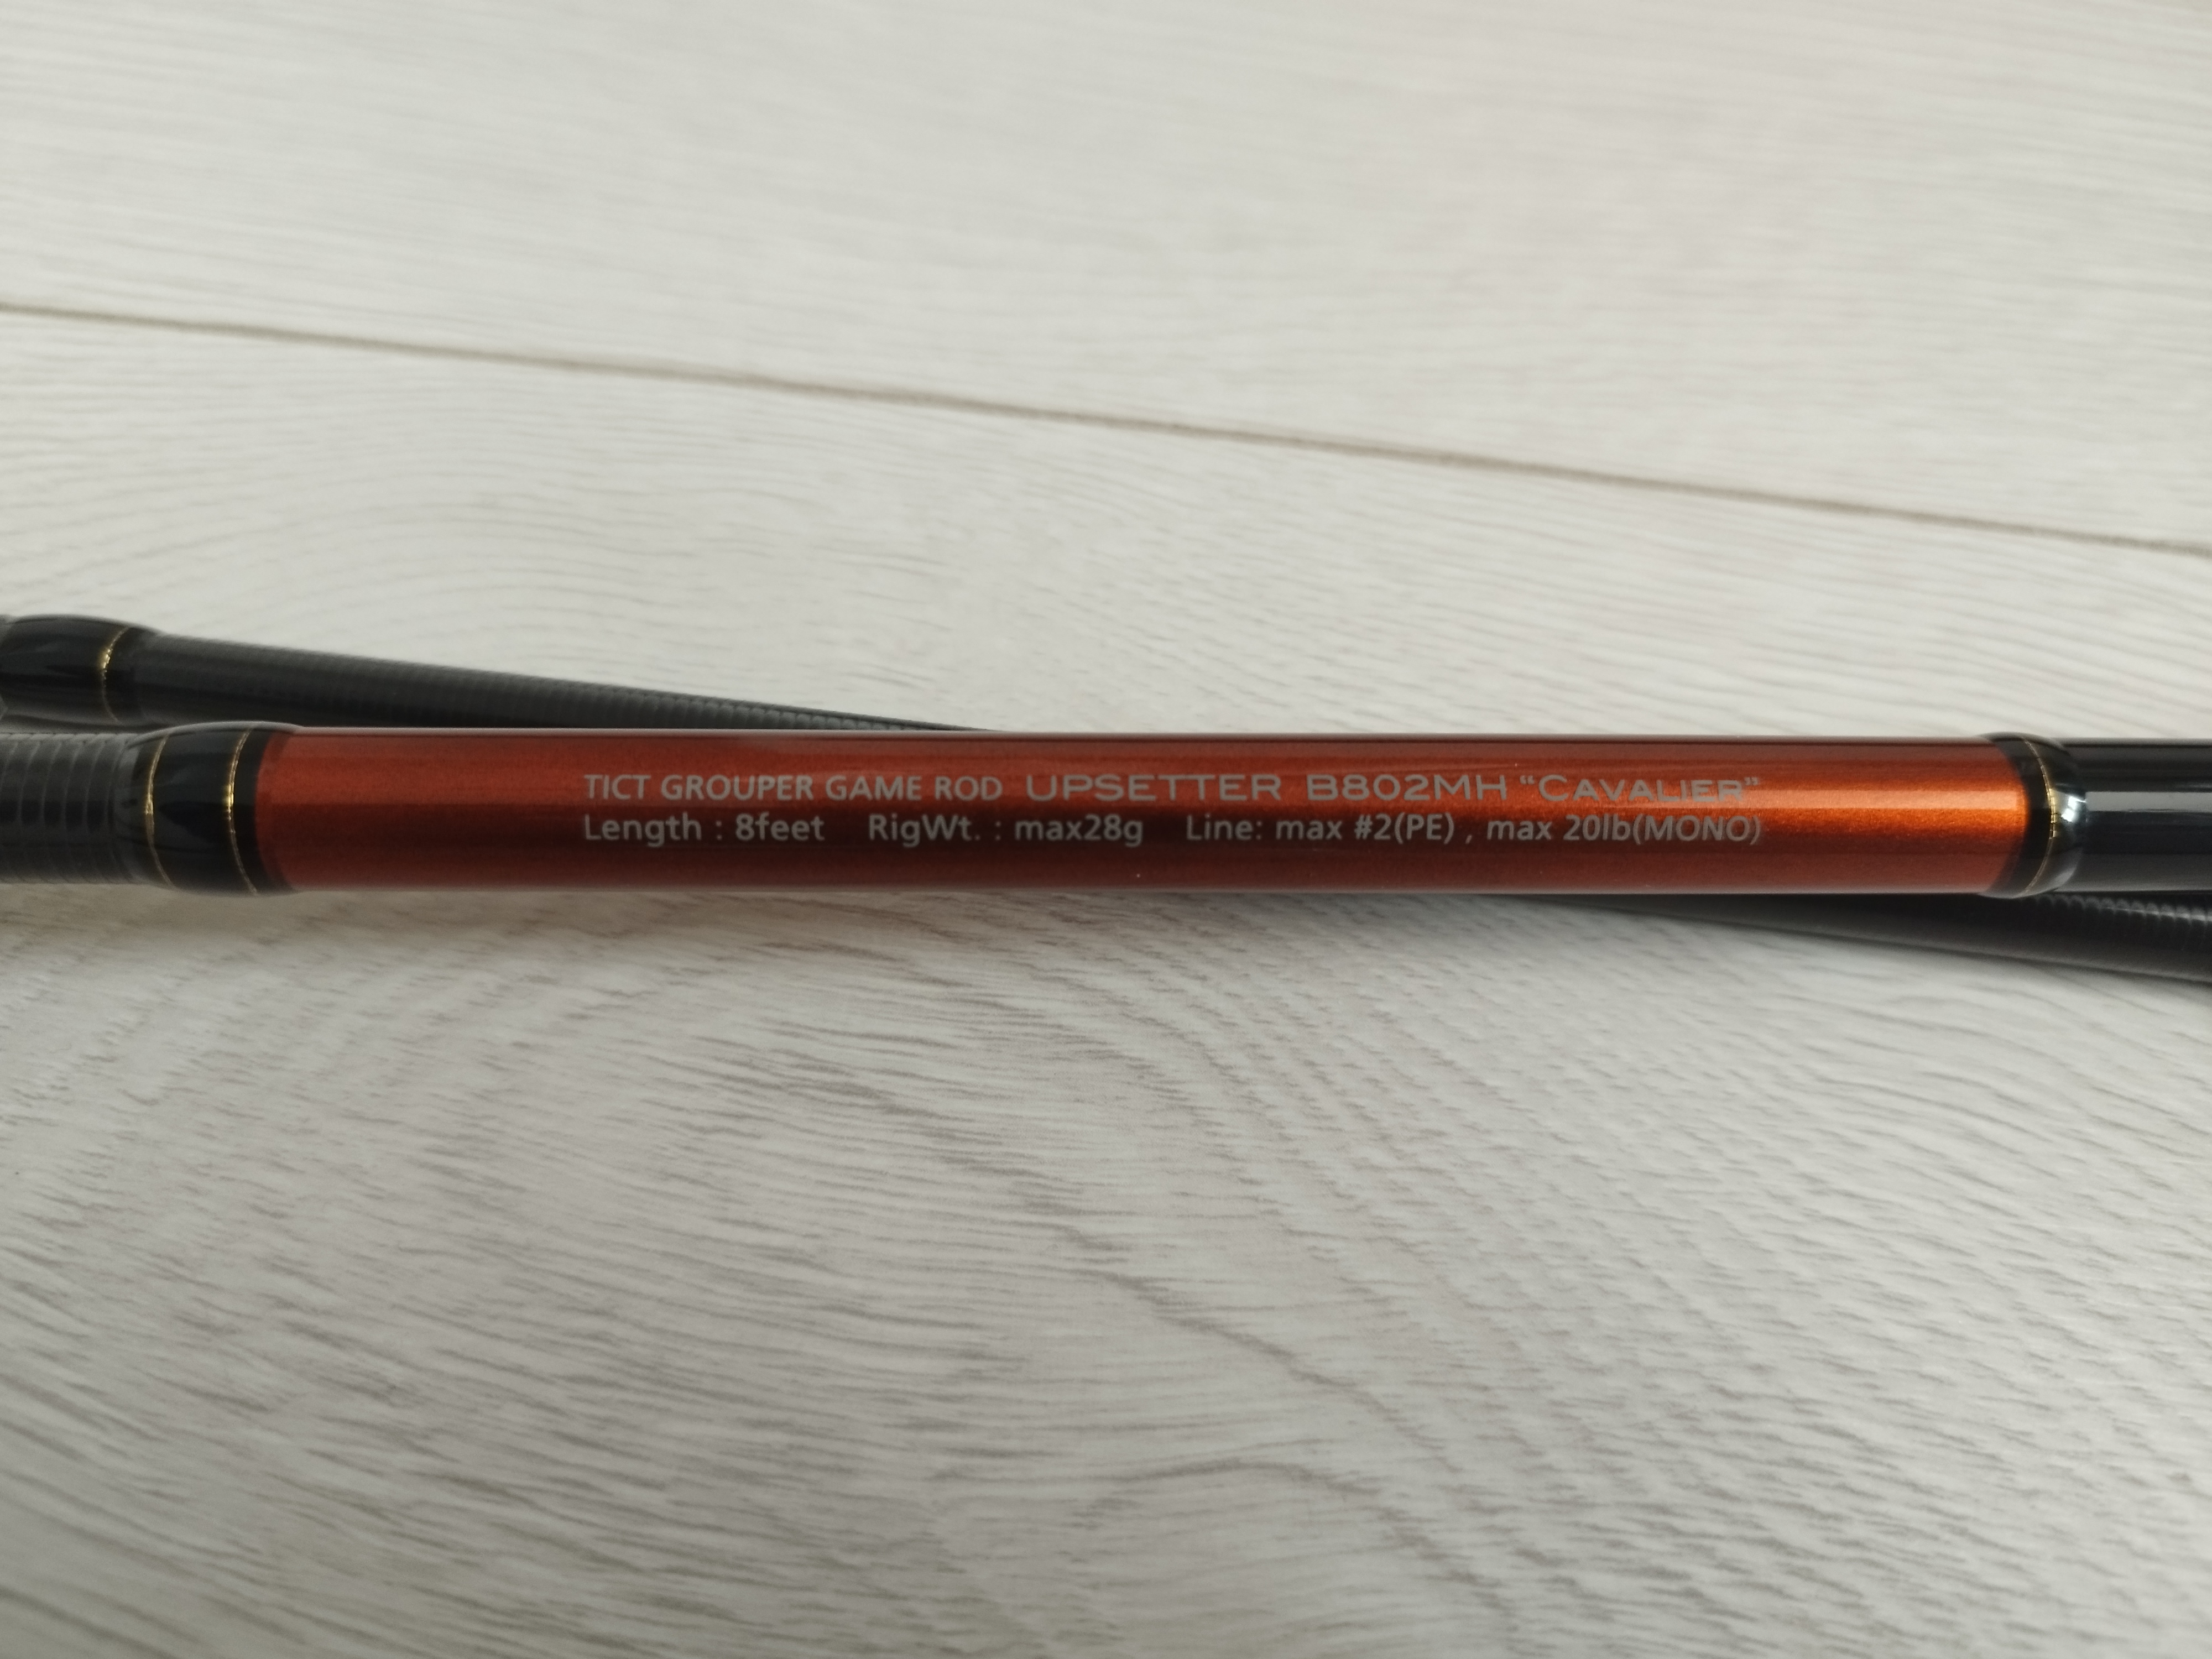 TICT GROUPER GAME ROD UPSETTER B802MH “CAVALIER”
Length : 8feet RigWt. : max28g Line: max #2(PE) , max 20lb(MONO)